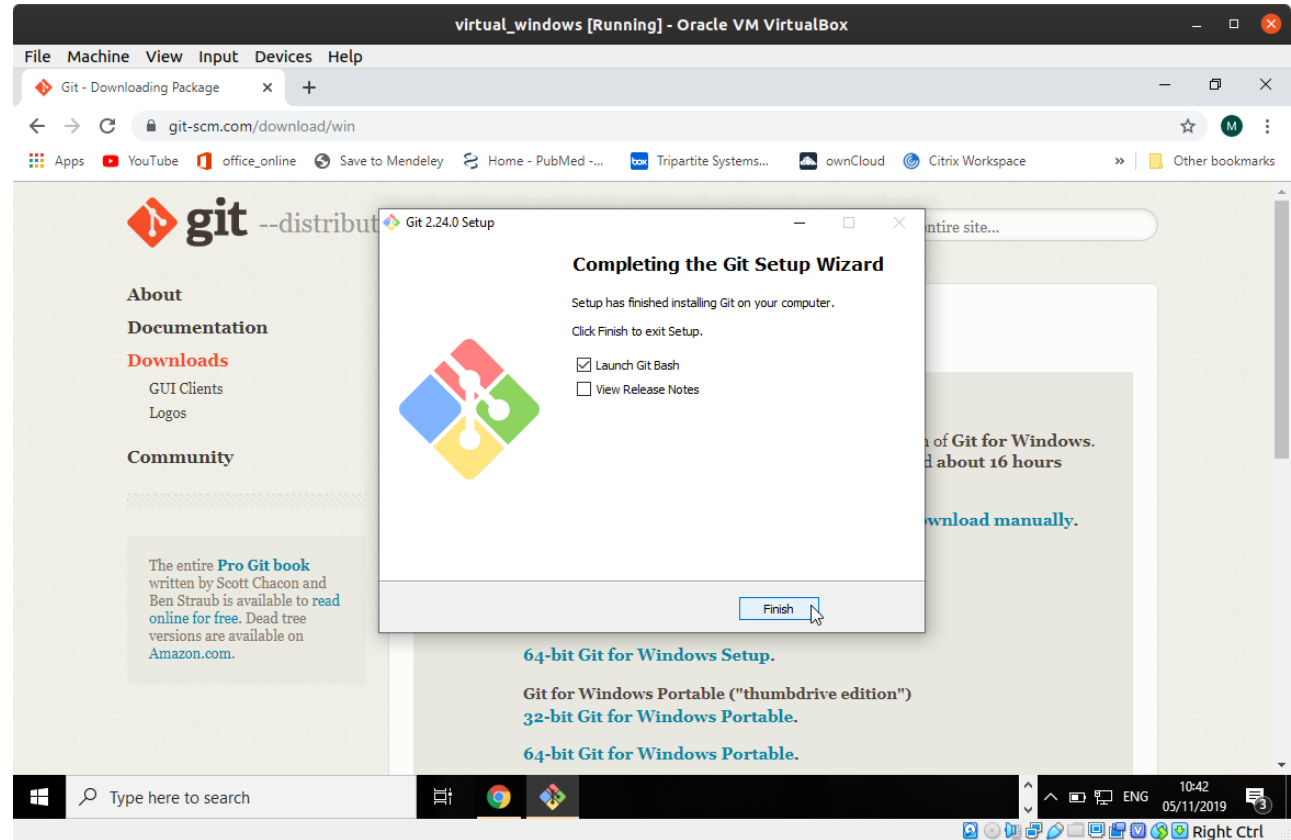 virtual_windows [Running] - Oracle VM VirtualBox
File Machine View Input Devices Help
Git - Downloading Package
git-scm.com/download/win
M
Apps YouTube office_online Save to Mendeley Home - PubMed -... box Tripartite Systems... ownCloud Citrix Workspace » Other bookmarks
git --distribut
ntire site...
About
Documentation
Downloads
GUI Clients
Logos
Community
The entire Pro Git book
written by Scott Chacon and
Ben Straub is available to read
online for free. Dead tree
versions are available on
Amazon.com.
Git 2.24.0 Setup
Completing the Git Setup Wizard
Setup has finished installing Git on your computer.
Click Finish to exit Setup.
Launch Git Bash
View Release Notes
Finish
n of Git for Windows.
d about 16 hours
wnload manually.
64-bit Git for Windows Setup.
Git for Windows Portable ("thumbdrive edition")
32-bit Git for Windows Portable.
64-bit Git for Windows Portable.
Type here to search
ENG
10:42
05/11/2019
3
Right Ctrl